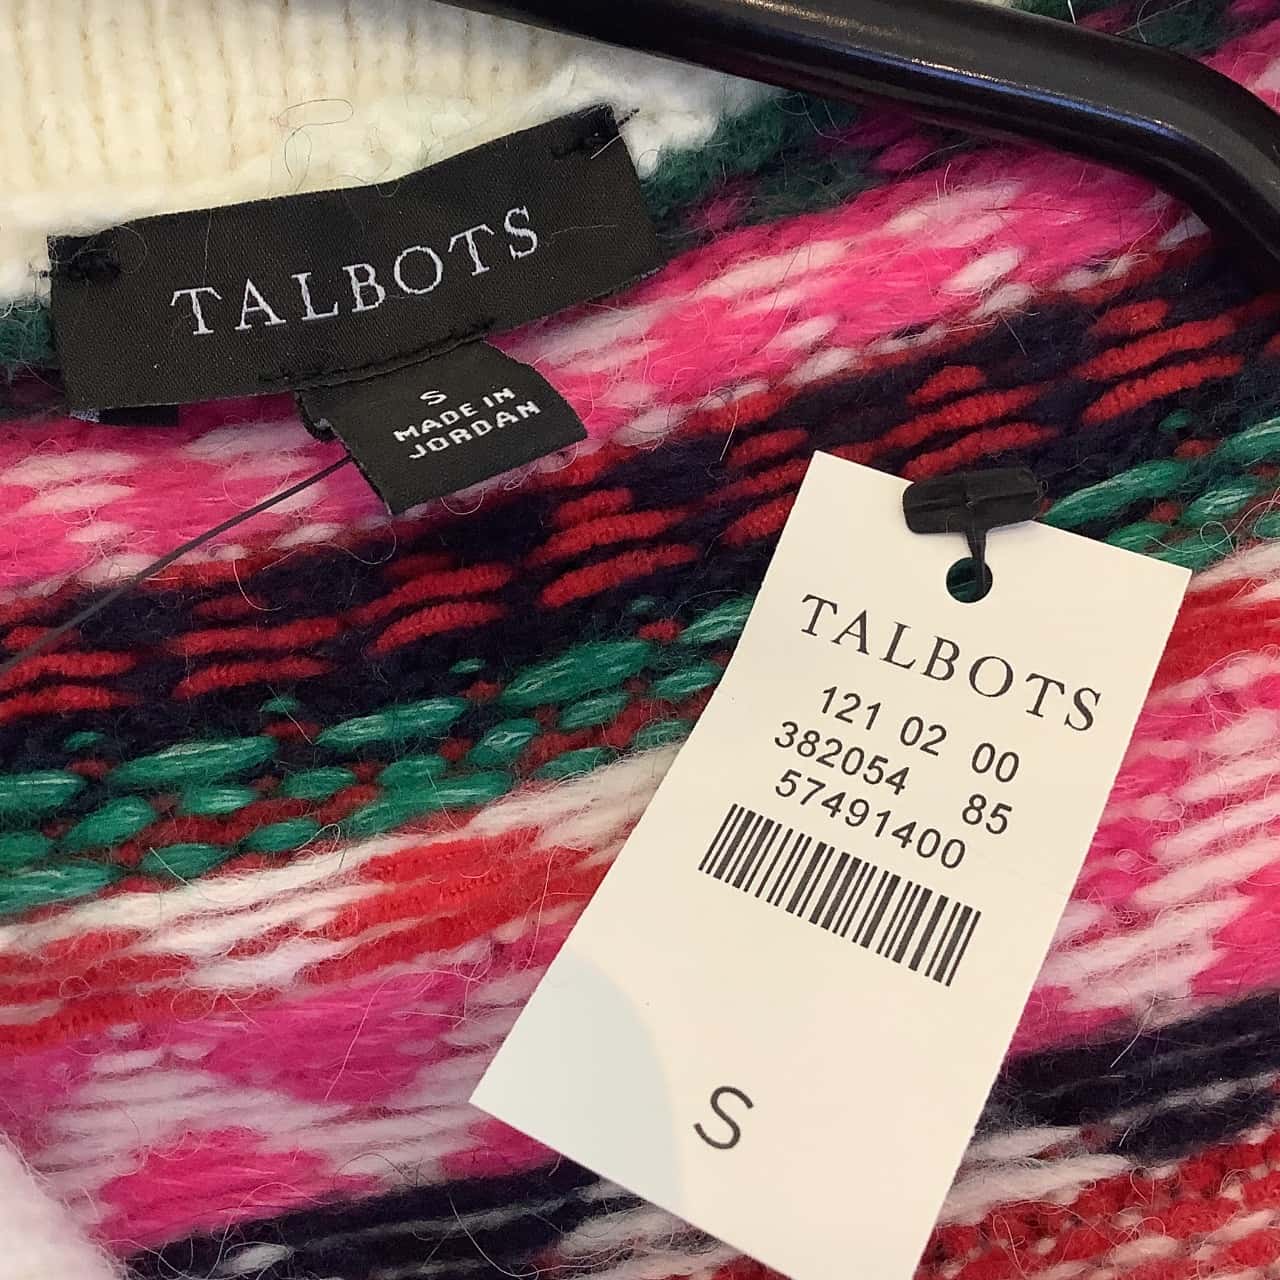 TALBOTS
S
MADE IN
JORDAN
TALBOTS
121 02 00
382054 85
57491400
S